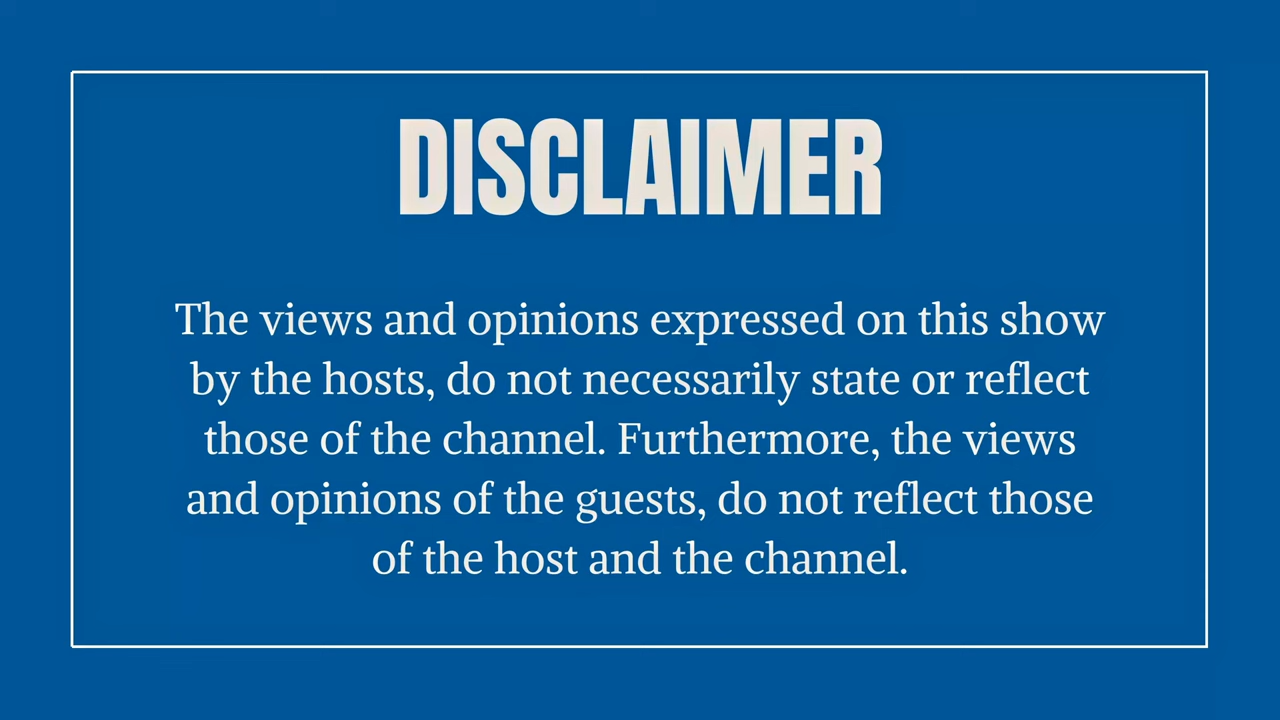 DISCLAIMER
The views and opinions expressed on this show
by the hosts, do not necessarily state or reflect
those of the channel. Furthermore, the views
and opinions of the guests, do not reflect those
of the host and the channel.